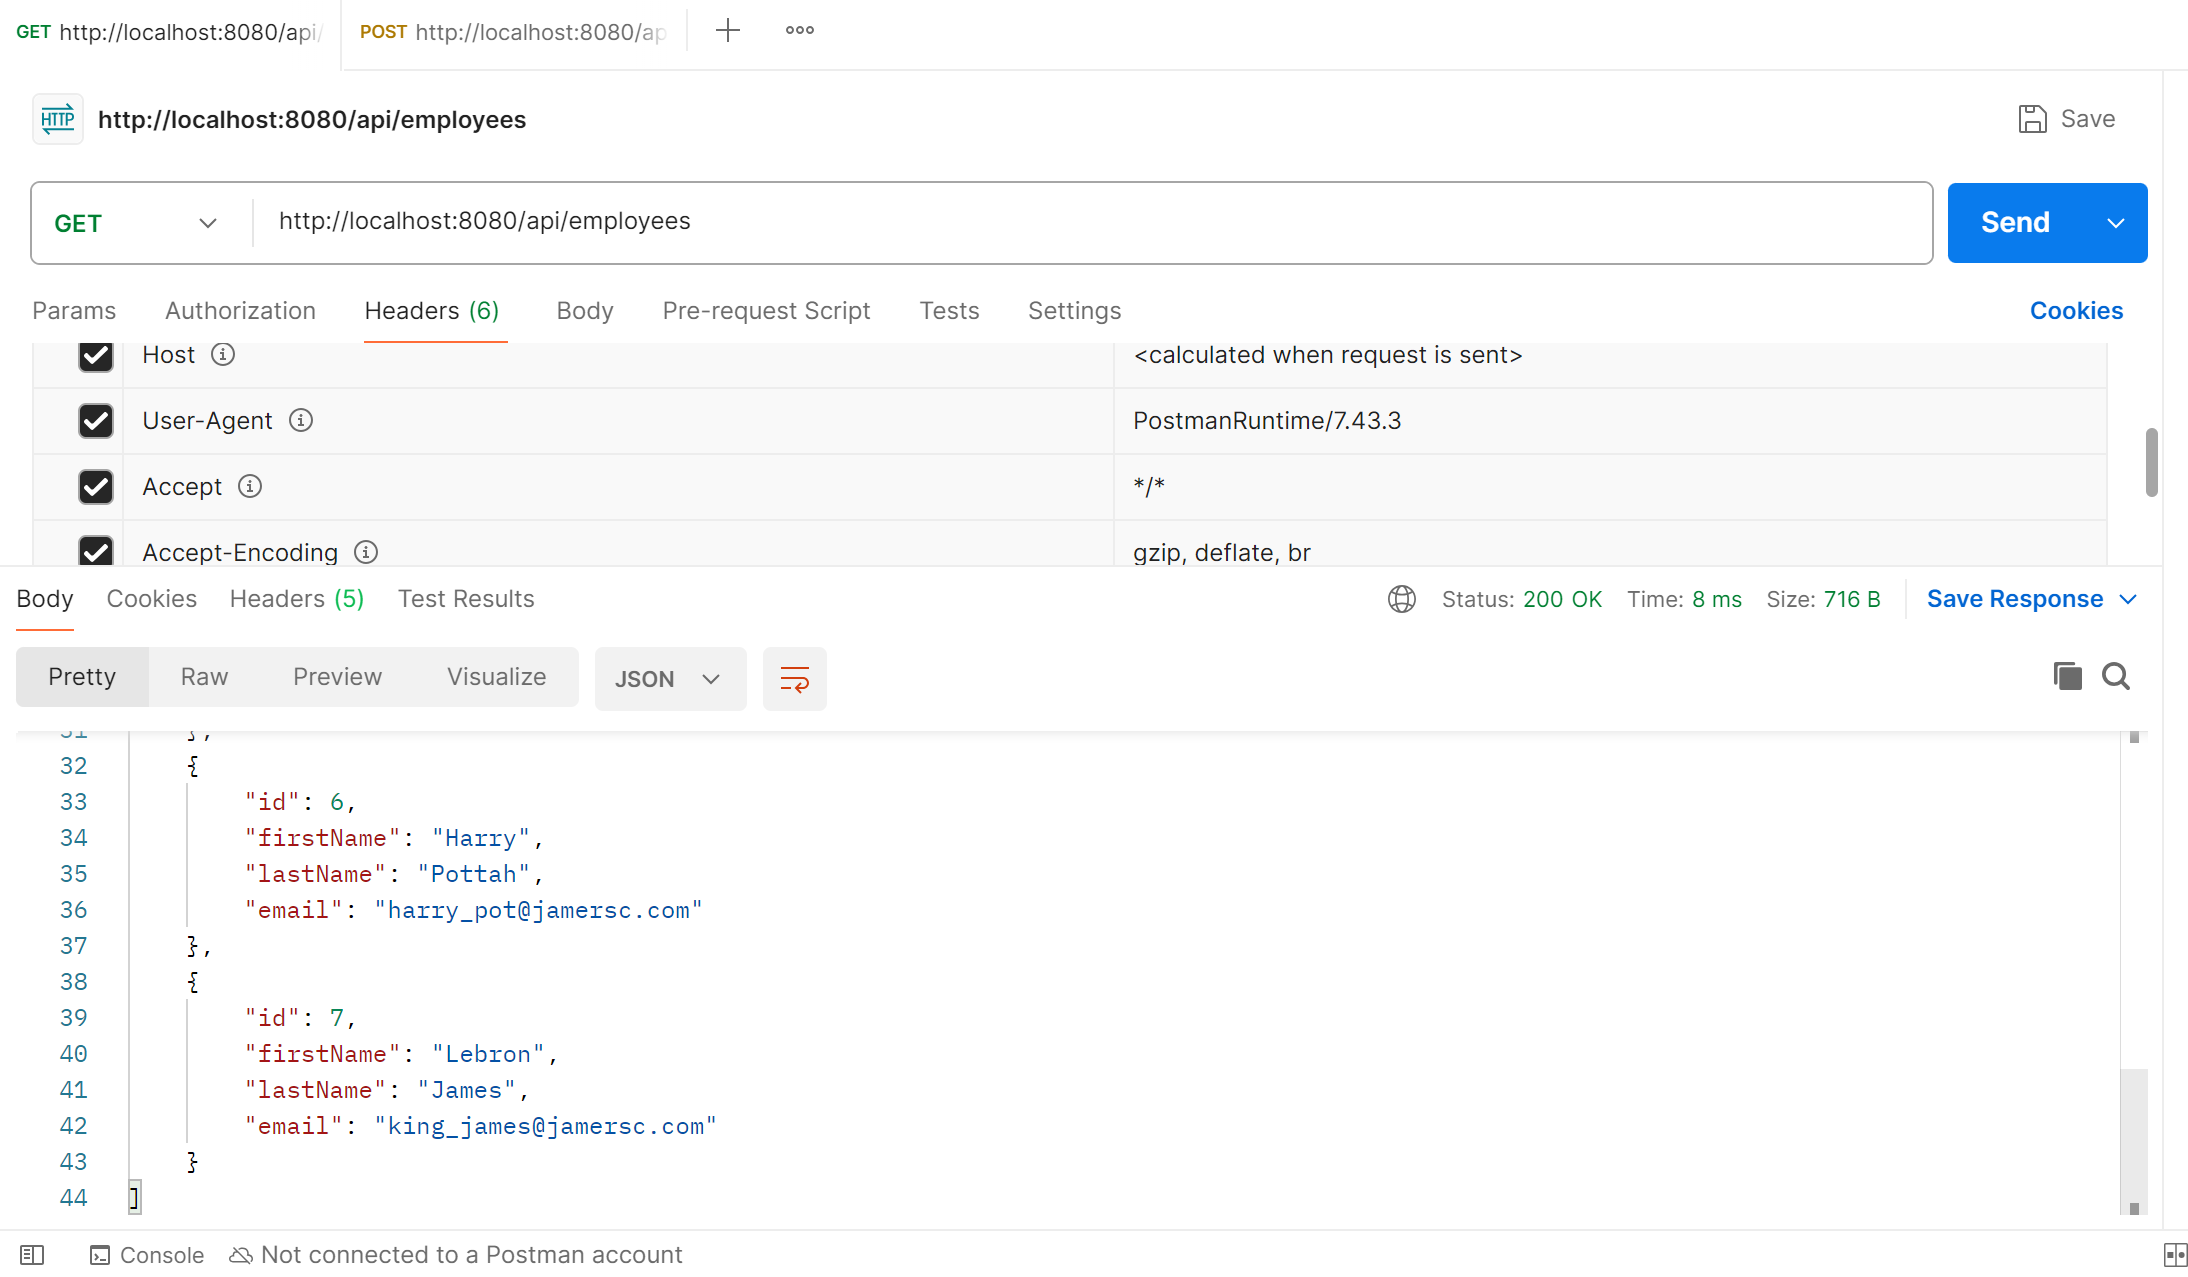 GET http://localhost:8080/api/ POST http://localhost:8080/ap
HTTP http://localhost:8080/api/employees Save
GET http://localhost:8080/api/employees Send
Params Authorization Headers (6) Body Pre-request Script Tests Settings Cookies
Host <calculated when request is sent>
User-Agent PostmanRuntime/7.43.3
Accept */*
Accept-Encoding gzip, deflate, br
Body Cookies Headers (5) Test Results Status: 200 OK Time: 8 ms Size: 716 B Save Response
Pretty Raw Preview Visualize JSON
31 },
32 {
33 "id": 6,
34 "firstName": "Harry",
35 "lastName": "Pottah",
36 "email": "harry_pot@jamersc.com"
37 },
38 {
39 "id": 7,
40 "firstName": "Lebron",
41 "lastName": "James",
42 "email": "king_james@jamersc.com"
43 }
44 ]
Console Not connected to a Postman account